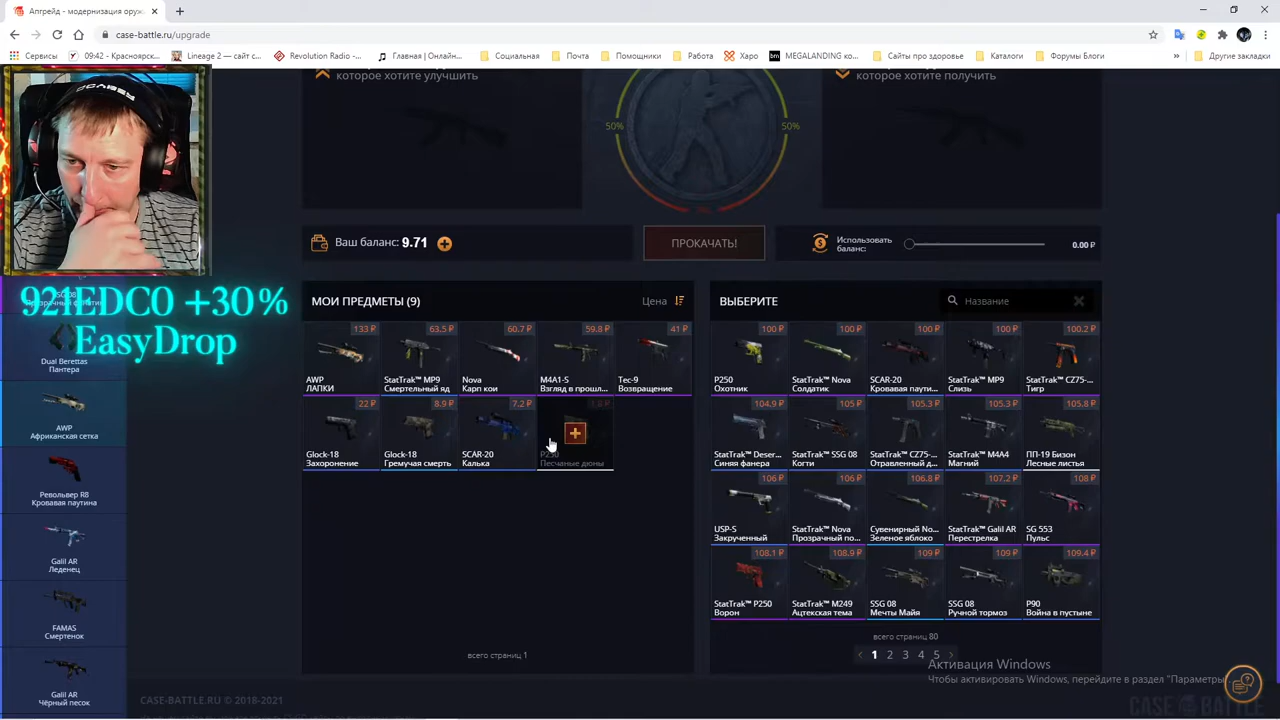 Апгрейд - модернизация оруж
case-battle.ru/upgrade
Сервисы
09:42 - Красноярск...
Lineage 2 — сайт с...
Revolution Radio –...
Главная (Онлайн...
Социальная
Почта
Помощники
Работа
Харо
MEGALANDING ко...
Сайты про здоровье
Каталоги
Форумы Блоги
Другие закладки
которое хотите улучшить
которое хотите получить
50%
50%
Ваш баланс: 9.71
ПРОКАЧАТЬ!
Использовать
баланс:
0.00 ₽
921EDC0 +30%
EasyDrop
Dual Berettas
Пантера
AWP
Африканская сетка
Револьвер R8
Кровавая паутина
Galil AR
Леденец
FAMAS
Смертенок
Galil AR
Чёрный песок
МОИ ПРЕДМЕТЫ (9)
Цена
133 ₽
AWP
ЛАПКИ
63.5 ₽
StatTrak™ MP9
Смертельный яд
60.7 ₽
Nova
Карп кои
59.8 ₽
M4A1-S
Взгляд в прошл...
41 ₽
Tec-9
Возвращение
22 ₽
Glock-18
Захоронение
8.9 ₽
Glock-18
Гремучая смерть
7.2 ₽
SCAR-20
Калька
1.8 ₽
P250
Песчаные дюны
всего страниц 1
ВЫБЕРИТЕ
Название
100 ₽
P250
Охотник
100 ₽
StatTrak™ Nova
Солдатик
100 ₽
SCAR-20
Кровавая паути...
100 ₽
StatTrak™ MP9
Слизь
100.2 ₽
StatTrak™ CZ75-...
Тигр
104.9 ₽
StatTrak™ Deser...
Синяя фанера
105 ₽
StatTrak™ SSG 08
Когти
105.3 ₽
StatTrak™ CZ75-...
Отравленный д...
105.3 ₽
StatTrak™ M4A4
Магний
105.8 ₽
ПП-19 Бизон
Лесные листья
106 ₽
USP-S
Закрученный
106 ₽
StatTrak™ Nova
Прозрачный по...
106.8 ₽
Сувенирный No...
Зеленое яблоко
107.2 ₽
StatTrak™ Galil AR
Перестрелка
108 ₽
SG 553
Пульс
108.1 ₽
StatTrak™ P250
Ворон
108.9 ₽
StatTrak™ M249
Ацтекская тема
109 ₽
SSG 08
Мечты Майя
109 ₽
SSG 08
Ручной тормоз
109.4 ₽
P90
Война в пустыне
всего страниц 80
1 2 3 4 5
Активация Windows
Чтобы активировать Windows, перейдите в раздел "Параметры
CASE-BATTLE.RU © 2018-2021
CASE BATTLE